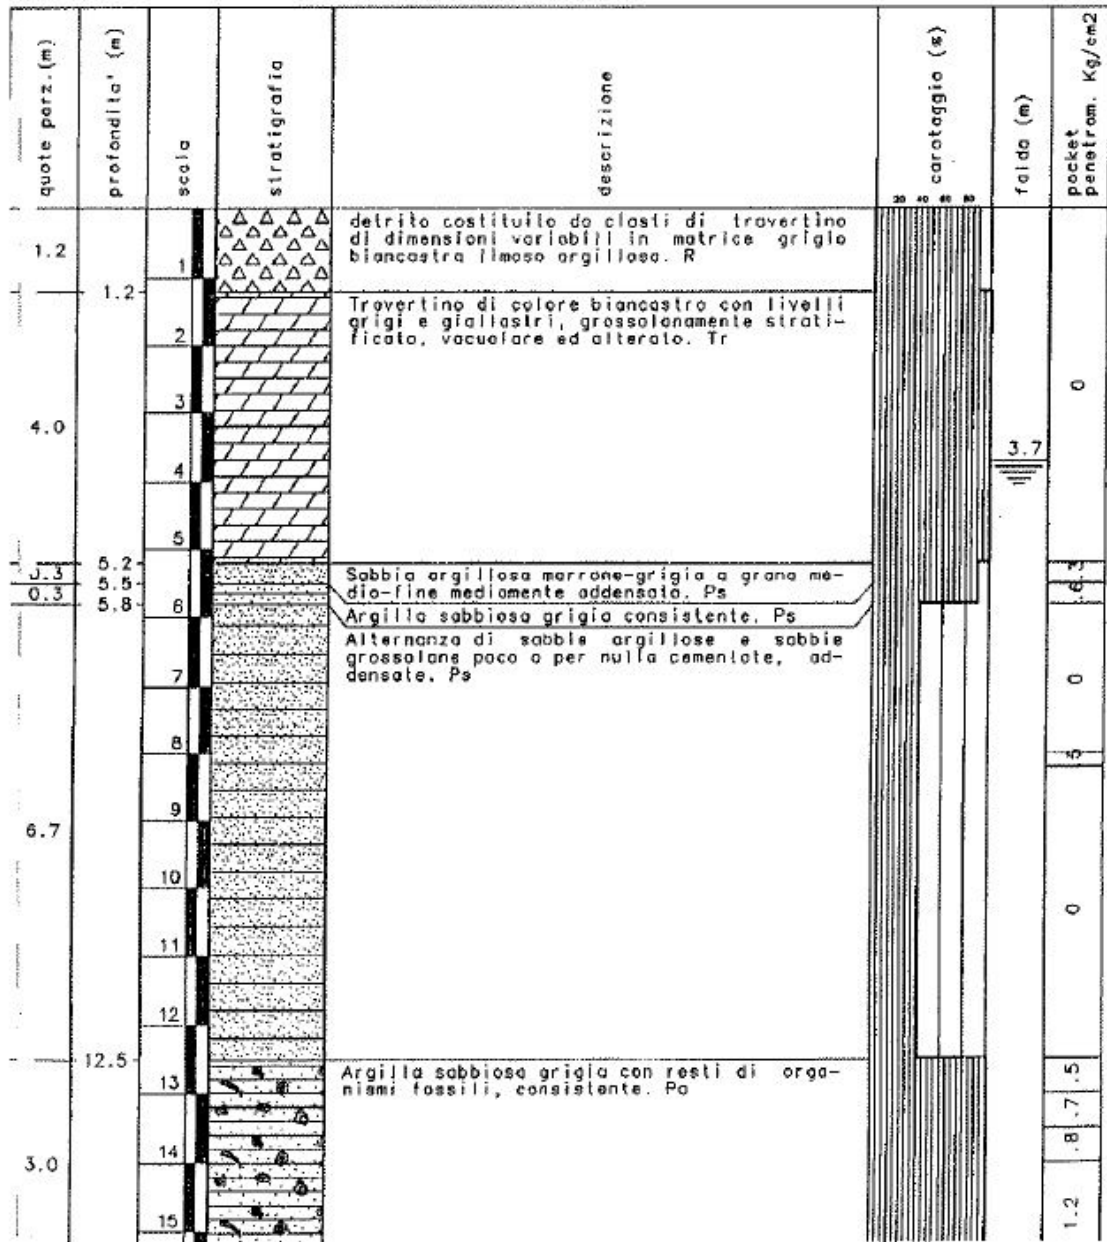 quote parz.(m)
profondita' (m)
scala
stratigrafia
descrizione
carotaggio (%)
falda (m)
pocket
penetrom. Kg/cm2
20 40 60 80
detrito costituito da clasti di travertino
di dimensioni variabili in matrice grigio
biancastra limoso argillosa. R
1.2
1
1.2
Travertino di colore biancastro con livelli
grigi e giallastri, grossolanamente strati-
ficato, vacuolare ed alterato. Tr
2
3
0
4.0
3.7
4
5
5.2
Sabbia argillosa marrone-grigia a grana me-
dio-fine mediamente addensata. Ps
.3
0.3
5.5
.6
5.8
6
Argilla sabbiosa grigia consistente. Ps
Alternanza di sabbie argillose e sabbie
grossolane poco o per nulla cementate, ad-
densate. Ps
7
0
8
.5
9
6.7
10
0
11
12
12.5
Argilla sabbiosa grigia con resti di orga-
nismi fossili, consistente. Pa
13
.5
.7
14
.8
3.0
15
1.2